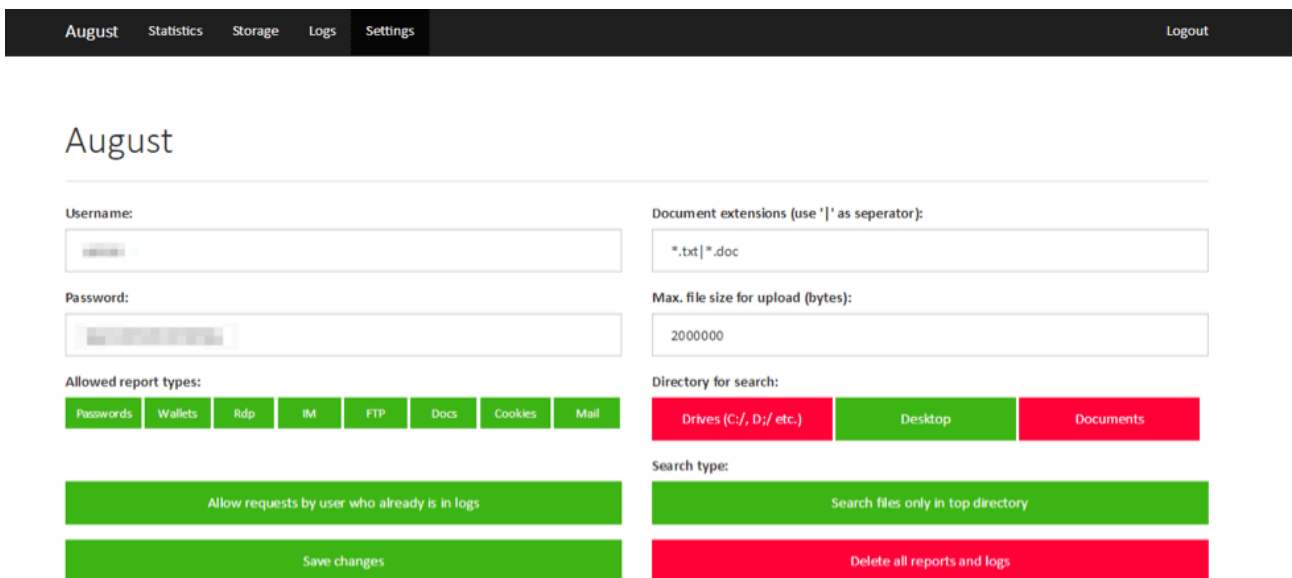 August Statistics Storage Logs Settings Logout
August
Username:
Document extensions (use '|' as seperator):
*.txt|*.doc
Password:
Max. file size for upload (bytes):
2000000
Allowed report types:
Directory for search:
Passwords Wallets Rdp IM FTP Docs Cookies Mail
Drives (C:/, D;/ etc.) Desktop Documents
Search type:
Allow requests by user who already is in logs
Search files only in top directory
Save changes
Delete all reports and logs